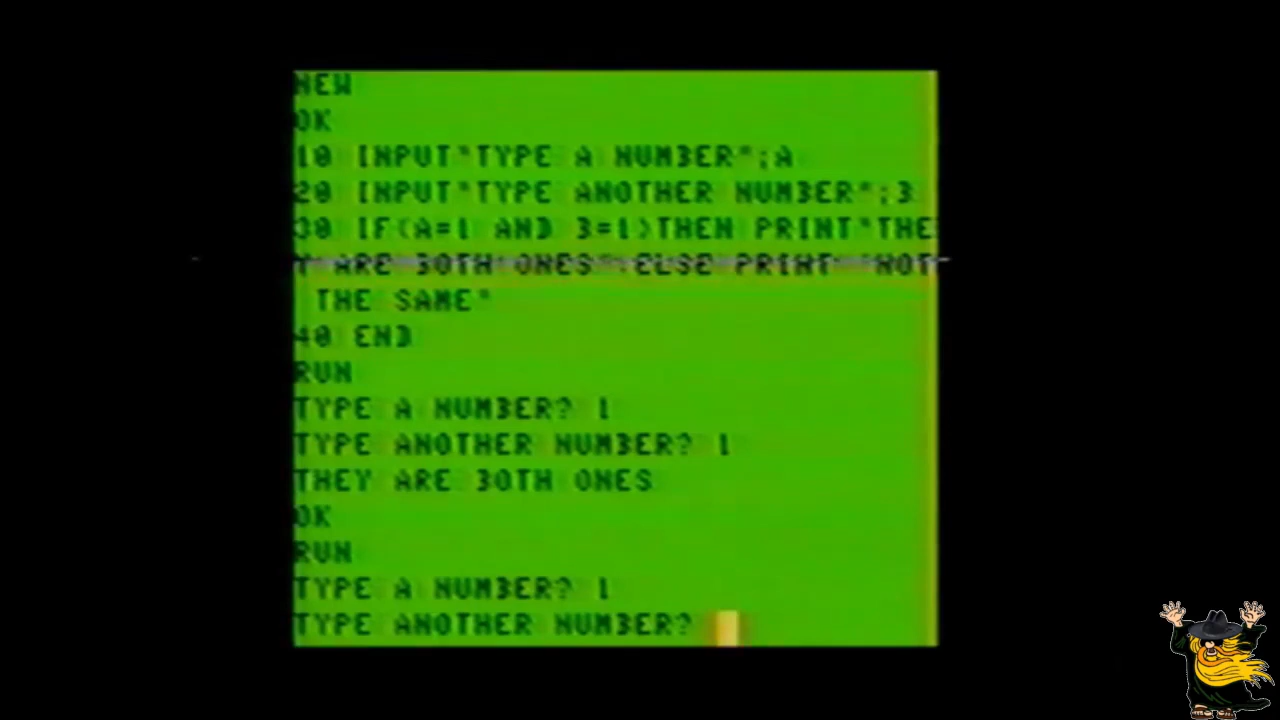 NEW
OK
10 INPUT"TYPE A NUMBER";A
20 INPUT"TYPE ANOTHER NUMBER";B
30 IF(A=1 AND B=1)THEN PRINT"THE
Y ARE BOTH ONES":ELSE PRINT "NOT
THE SAME"
40 END
RUN
TYPE A NUMBER? 1
TYPE ANOTHER NUMBER? 1
THEY ARE BOTH ONES
OK
RUN
TYPE A NUMBER? 1
TYPE ANOTHER NUMBER?